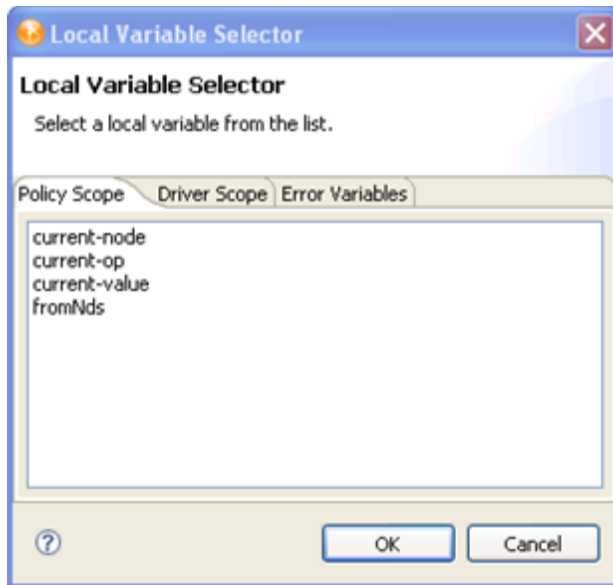 Local Variable Selector
Local Variable Selector
Select a local variable from the list.
Policy Scope Driver Scope Error Variables
current-node
current-op
current-value
fromNds
? OK Cancel